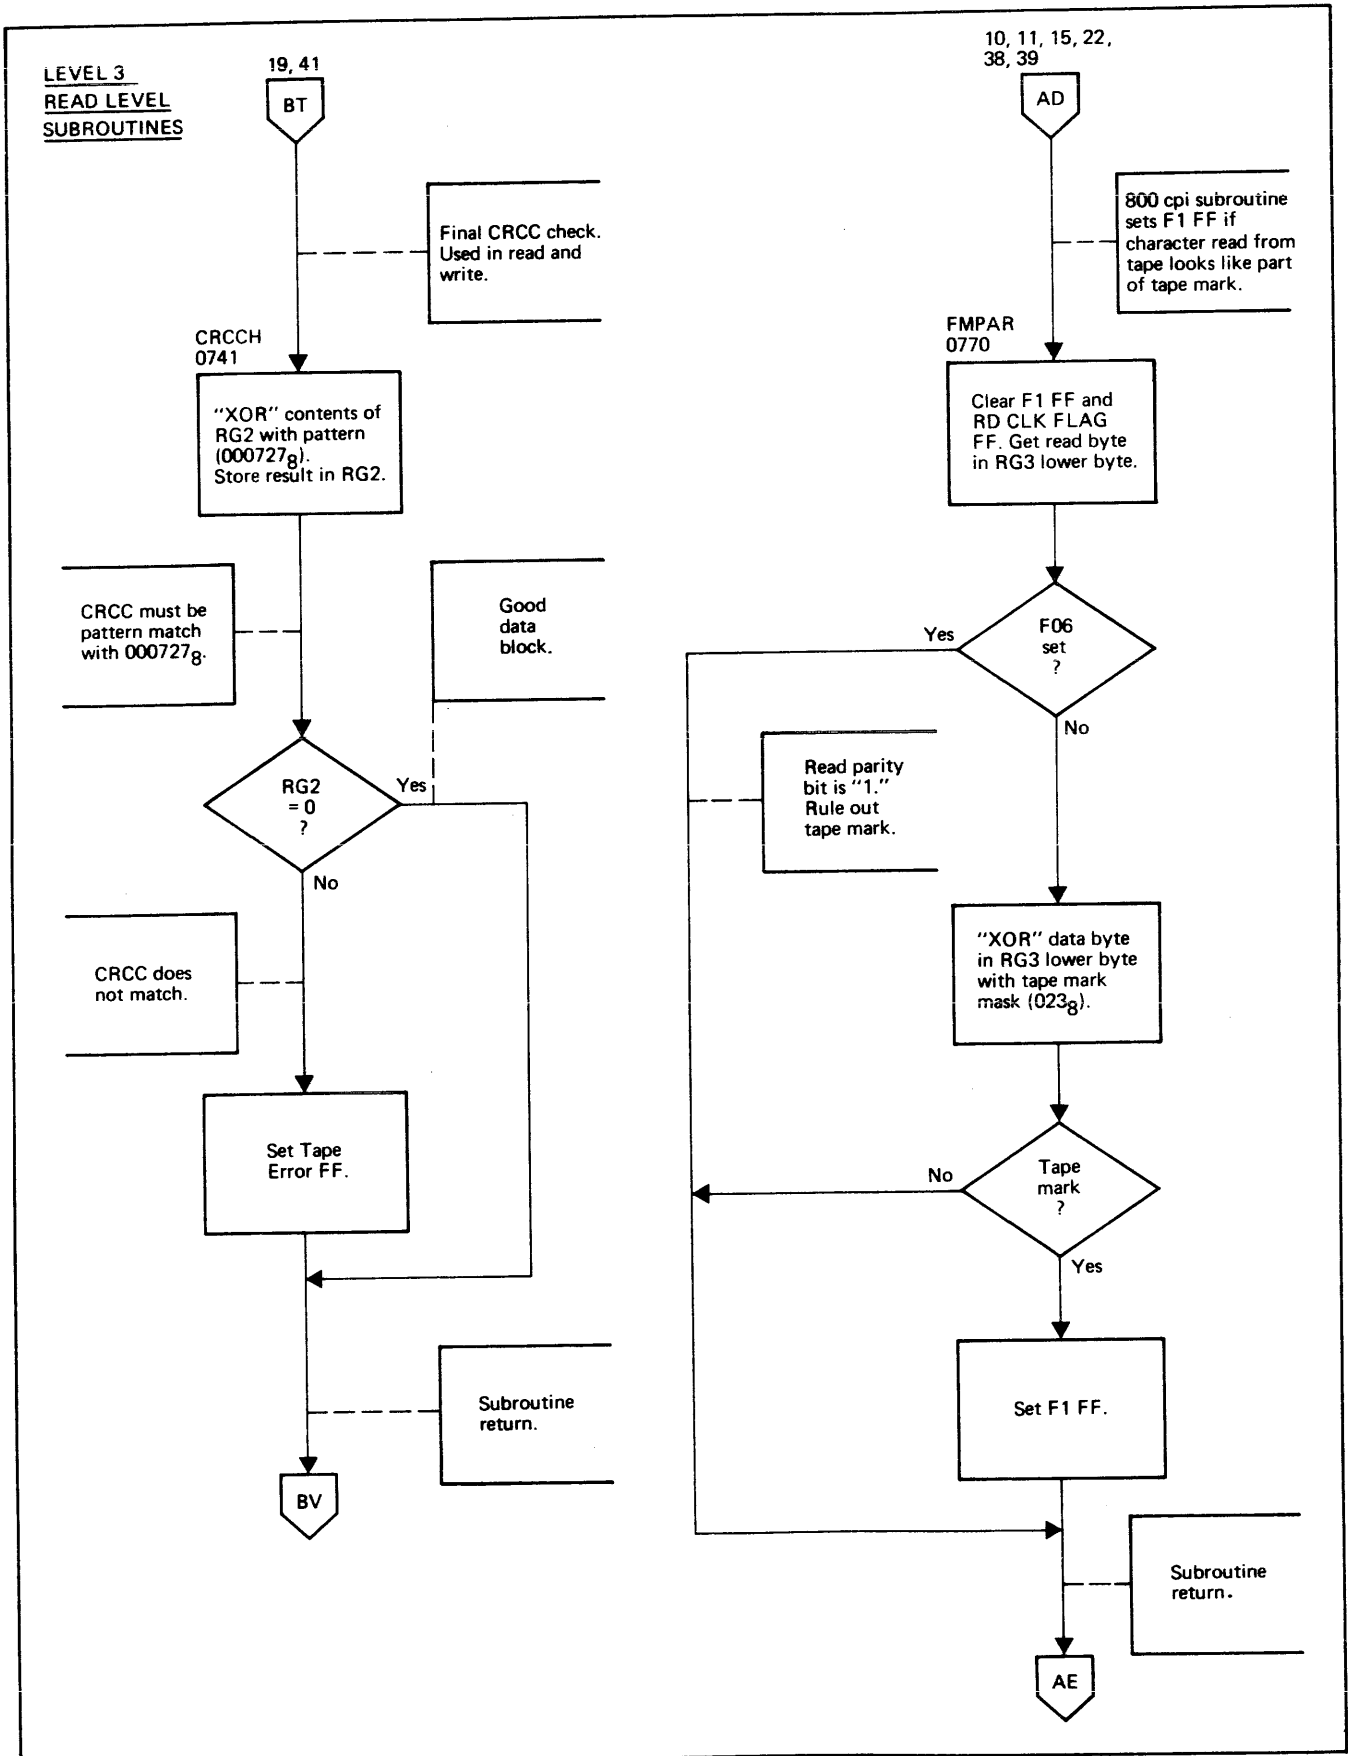 LEVEL 3
READ LEVEL
SUBROUTINES
19, 41
BT
Final CRCC check.
Used in read and
write.
CRCCH
0741
"XOR" contents of
RG2 with pattern
(000727₈).
Store result in RG2.
CRCC must be
pattern match
with 000727₈.
Good
data
block.
RG2
= 0
?
Yes
No
CRCC does
not match.
Set Tape
Error FF.
Subroutine
return.
BV
10, 11, 15, 22,
38, 39
AD
800 cpi subroutine
sets F1 FF if
character read from
tape looks like part
of tape mark.
FMPAR
0770
Clear F1 FF and
RD CLK FLAG
FF. Get read byte
in RG3 lower byte.
F06
set
?
Yes
No
Read parity
bit is "1."
Rule out
tape mark.
"XOR" data byte
in RG3 lower byte
with tape mark
mask (023₈).
Tape
mark
?
No
Yes
Set F1 FF.
Subroutine
return.
AE